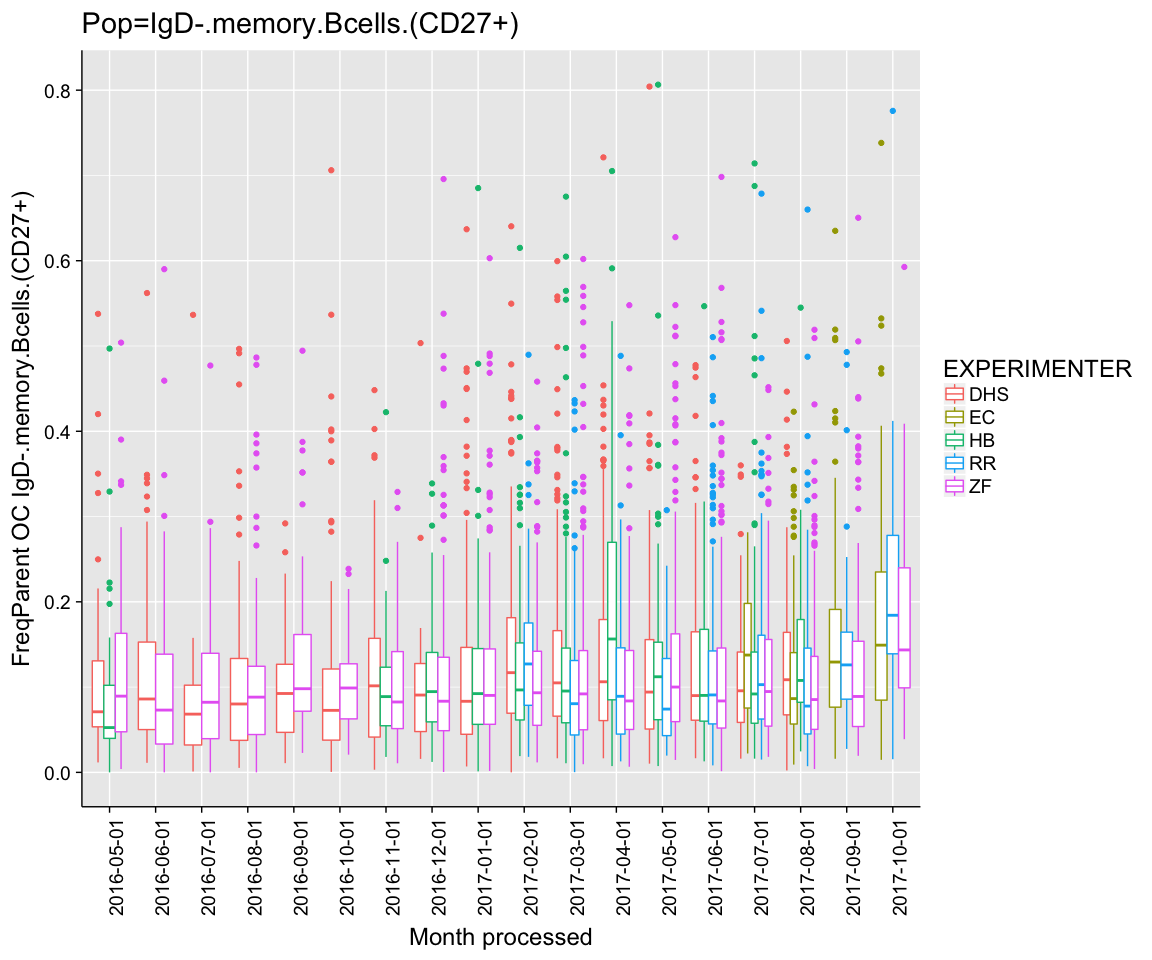 Pop=IgD-.memory.Bcells.(CD27+)
FreqParent OC IgD-.memory.Bcells.(CD27+)
0.8
0.6
0.4
0.2
0.0
2016-05-01
2016-06-01
2016-07-01
2016-08-01
2016-09-01
2016-10-01
2016-11-01
2016-12-01
2017-01-01
2017-02-01
2017-03-01
2017-04-01
2017-05-01
2017-06-01
2017-07-01
2017-08-01
2017-09-01
2017-10-01
Month processed
EXPERIMENTER
DHS
EC
HB
RR
ZF